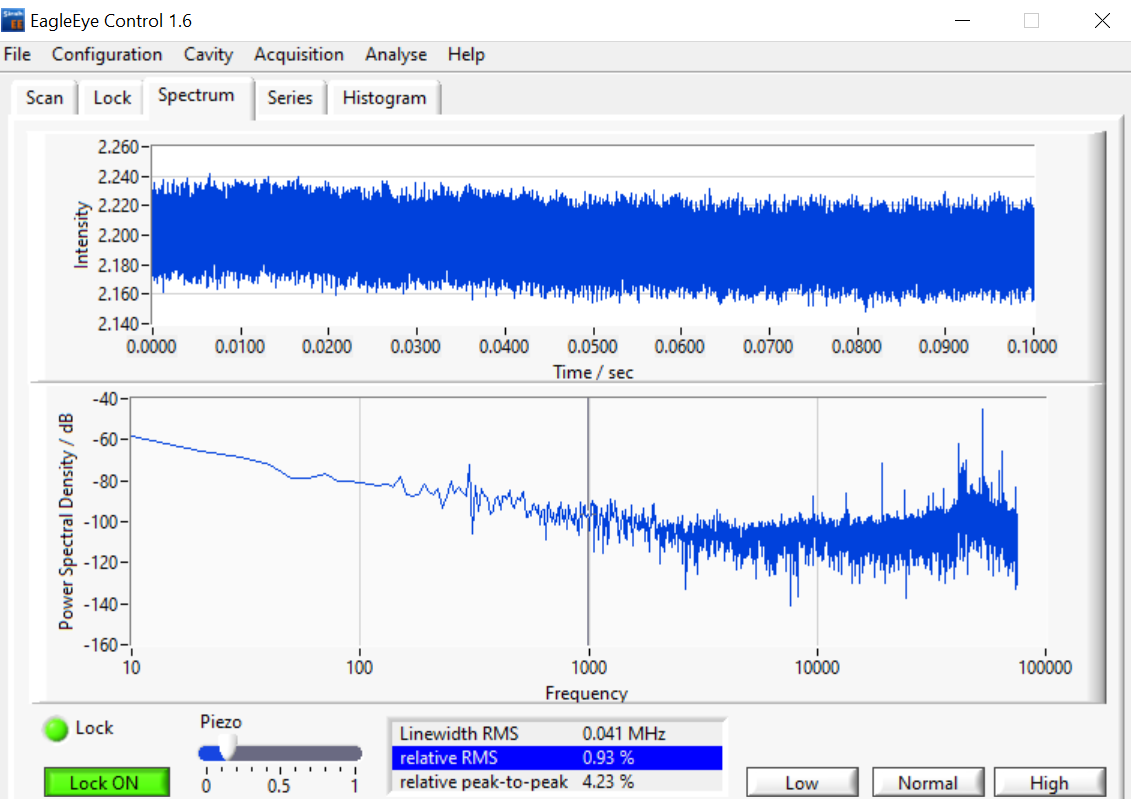 EagleEye Control 1.6
File Configuration Cavity Acquisition Analyse Help
Scan Lock Spectrum Series Histogram
2.260
2.240
2.220
2.200
2.180
2.160
2.140
Intensity
0.0000 0.0100 0.0200 0.0300 0.0400 0.0500 0.0600 0.0700 0.0800 0.0900 0.1000
Time / sec
-40
-60
-80
-100
-120
-140
-160
Power Spectral Density / dB
10 100 1000 10000 100000
Frequency
Lock
Piezo
Lock ON
0 0.5 1
Linewidth RMS 0.041 MHz
relative RMS 0.93 %
relative peak-to-peak 4.23 %
Low Normal High